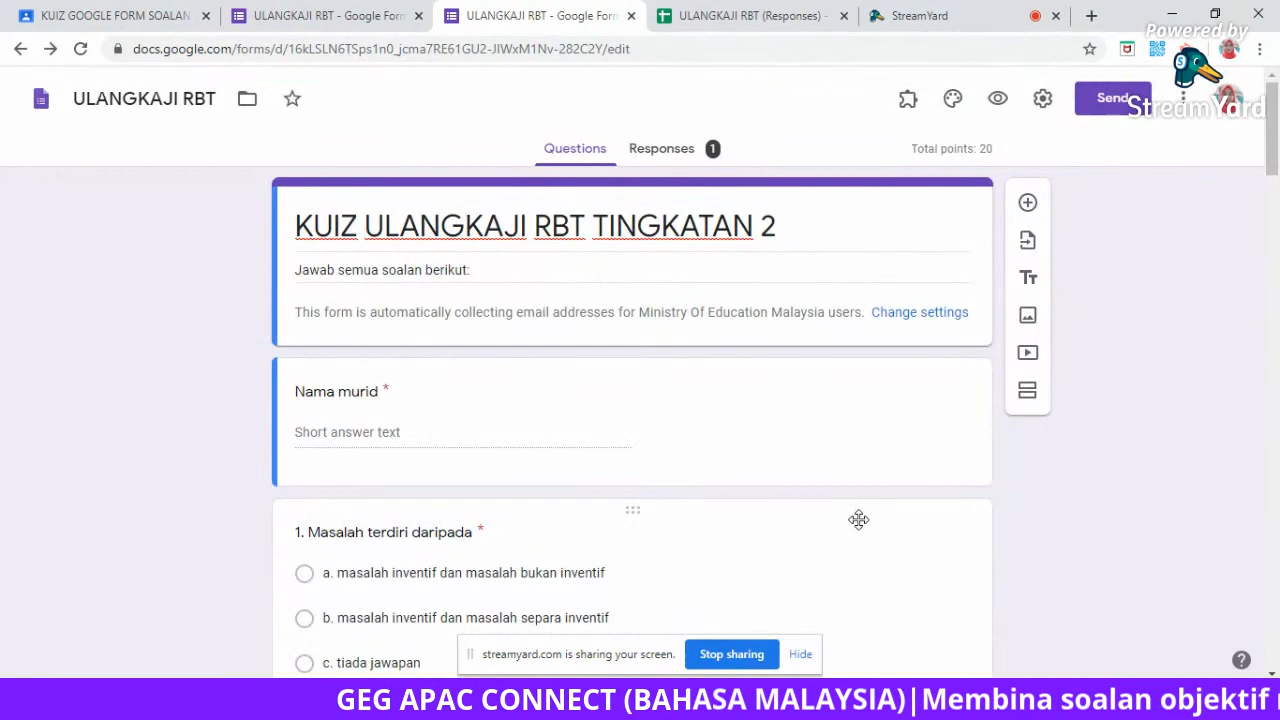 KUIZ GOOGLE FORM SOALAN
ULANGKAJI RBT - Google For
ULANGKAJI RBT - Google For
ULANGKAJI RBT (Responses) -
StreamYard
docs.google.com/forms/d/16kLSLN6TSps1n0_jcma7RE61GU2-JIWxM1Nv-282C2Y/edit
Powered by
ULANGKAJI RBT
Send
StreamYard
Questions
Responses
1
Total points: 20
KUIZ ULANGKAJI RBT TINGKATAN 2
Jawab semua soalan berikut:
This form is automatically collecting email addresses for Ministry Of Education Malaysia users. Change settings
Nama murid *
Short answer text
1. Masalah terdiri daripada *
a. masalah inventif dan masalah bukan inventif
b. masalah inventif dan masalah separa inventif
c. tiada jawapan
streamyard.com is sharing your screen.
Stop sharing
Hide
GEG APAC CONNECT (BAHASA MALAYSIA)|Membina soalan objektif